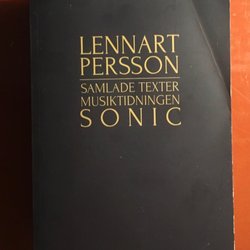 LENNART
PERSSON
SAMLADE TEXTER
MUSIKTIDNINGEN
SONIC